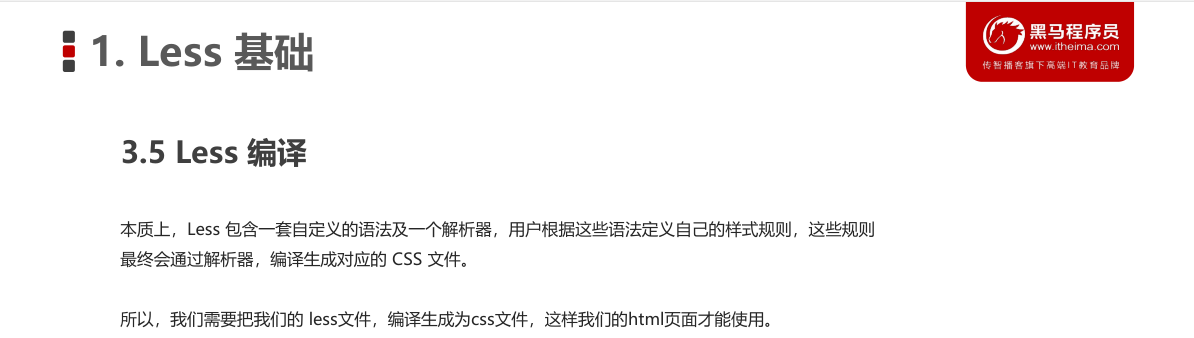 1. Less 基础
黑马程序员
www.itheima.com
传智播客旗下高端IT教育品牌
3.5 Less 编译
本质上，Less 包含一套自定义的语法及一个解析器，用户根据这些语法定义自己的样式规则，这些规则
最终会通过解析器，编译生成对应的 CSS 文件。
所以，我们需要把我们的 less文件，编译生成为css文件，这样我们的html页面才能使用。